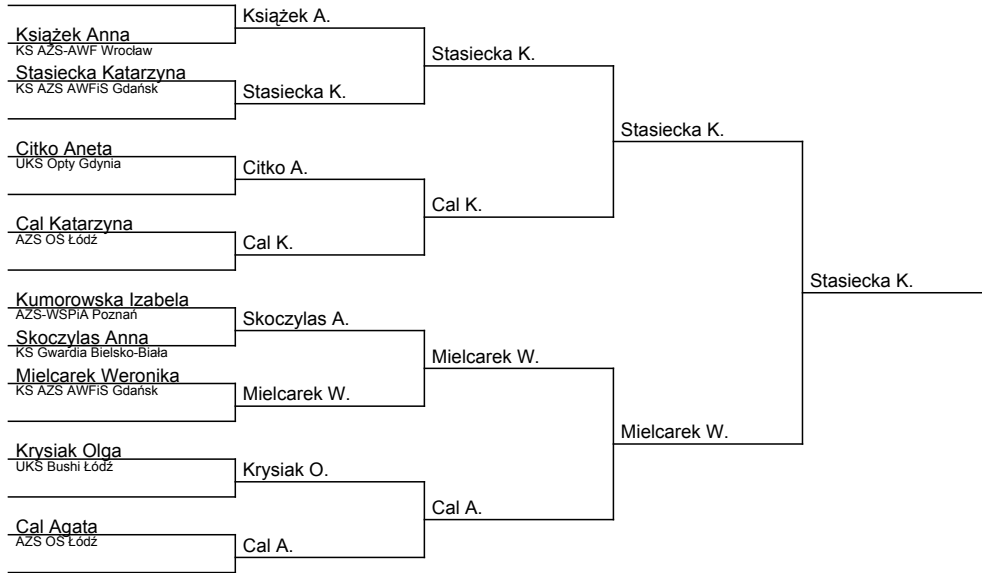 Książek Anna
KS AZS-AWF Wrocław
Stasiecka Katarzyna
KS AZS AWFiS Gdańsk
Citko Aneta
UKS Opty Gdynia
Cal Katarzyna
AZS OŚ Łódź
Kumorowska Izabela
AZS-WSPiA Poznań
Skoczylas Anna
KS Gwardia Bielsko-Biała
Mielcarek Weronika
KS AZS AWFiS Gdańsk
Krysiak Olga
UKS Bushi Łódź
Cal Agata
AZS OŚ Łódź
Książek A.
Stasiecka K.
Citko A.
Cal K.
Skoczylas A.
Mielcarek W.
Krysiak O.
Cal A.
Stasiecka K.
Cal K.
Mielcarek W.
Cal A.
Stasiecka K.
Mielcarek W.
Stasiecka K.